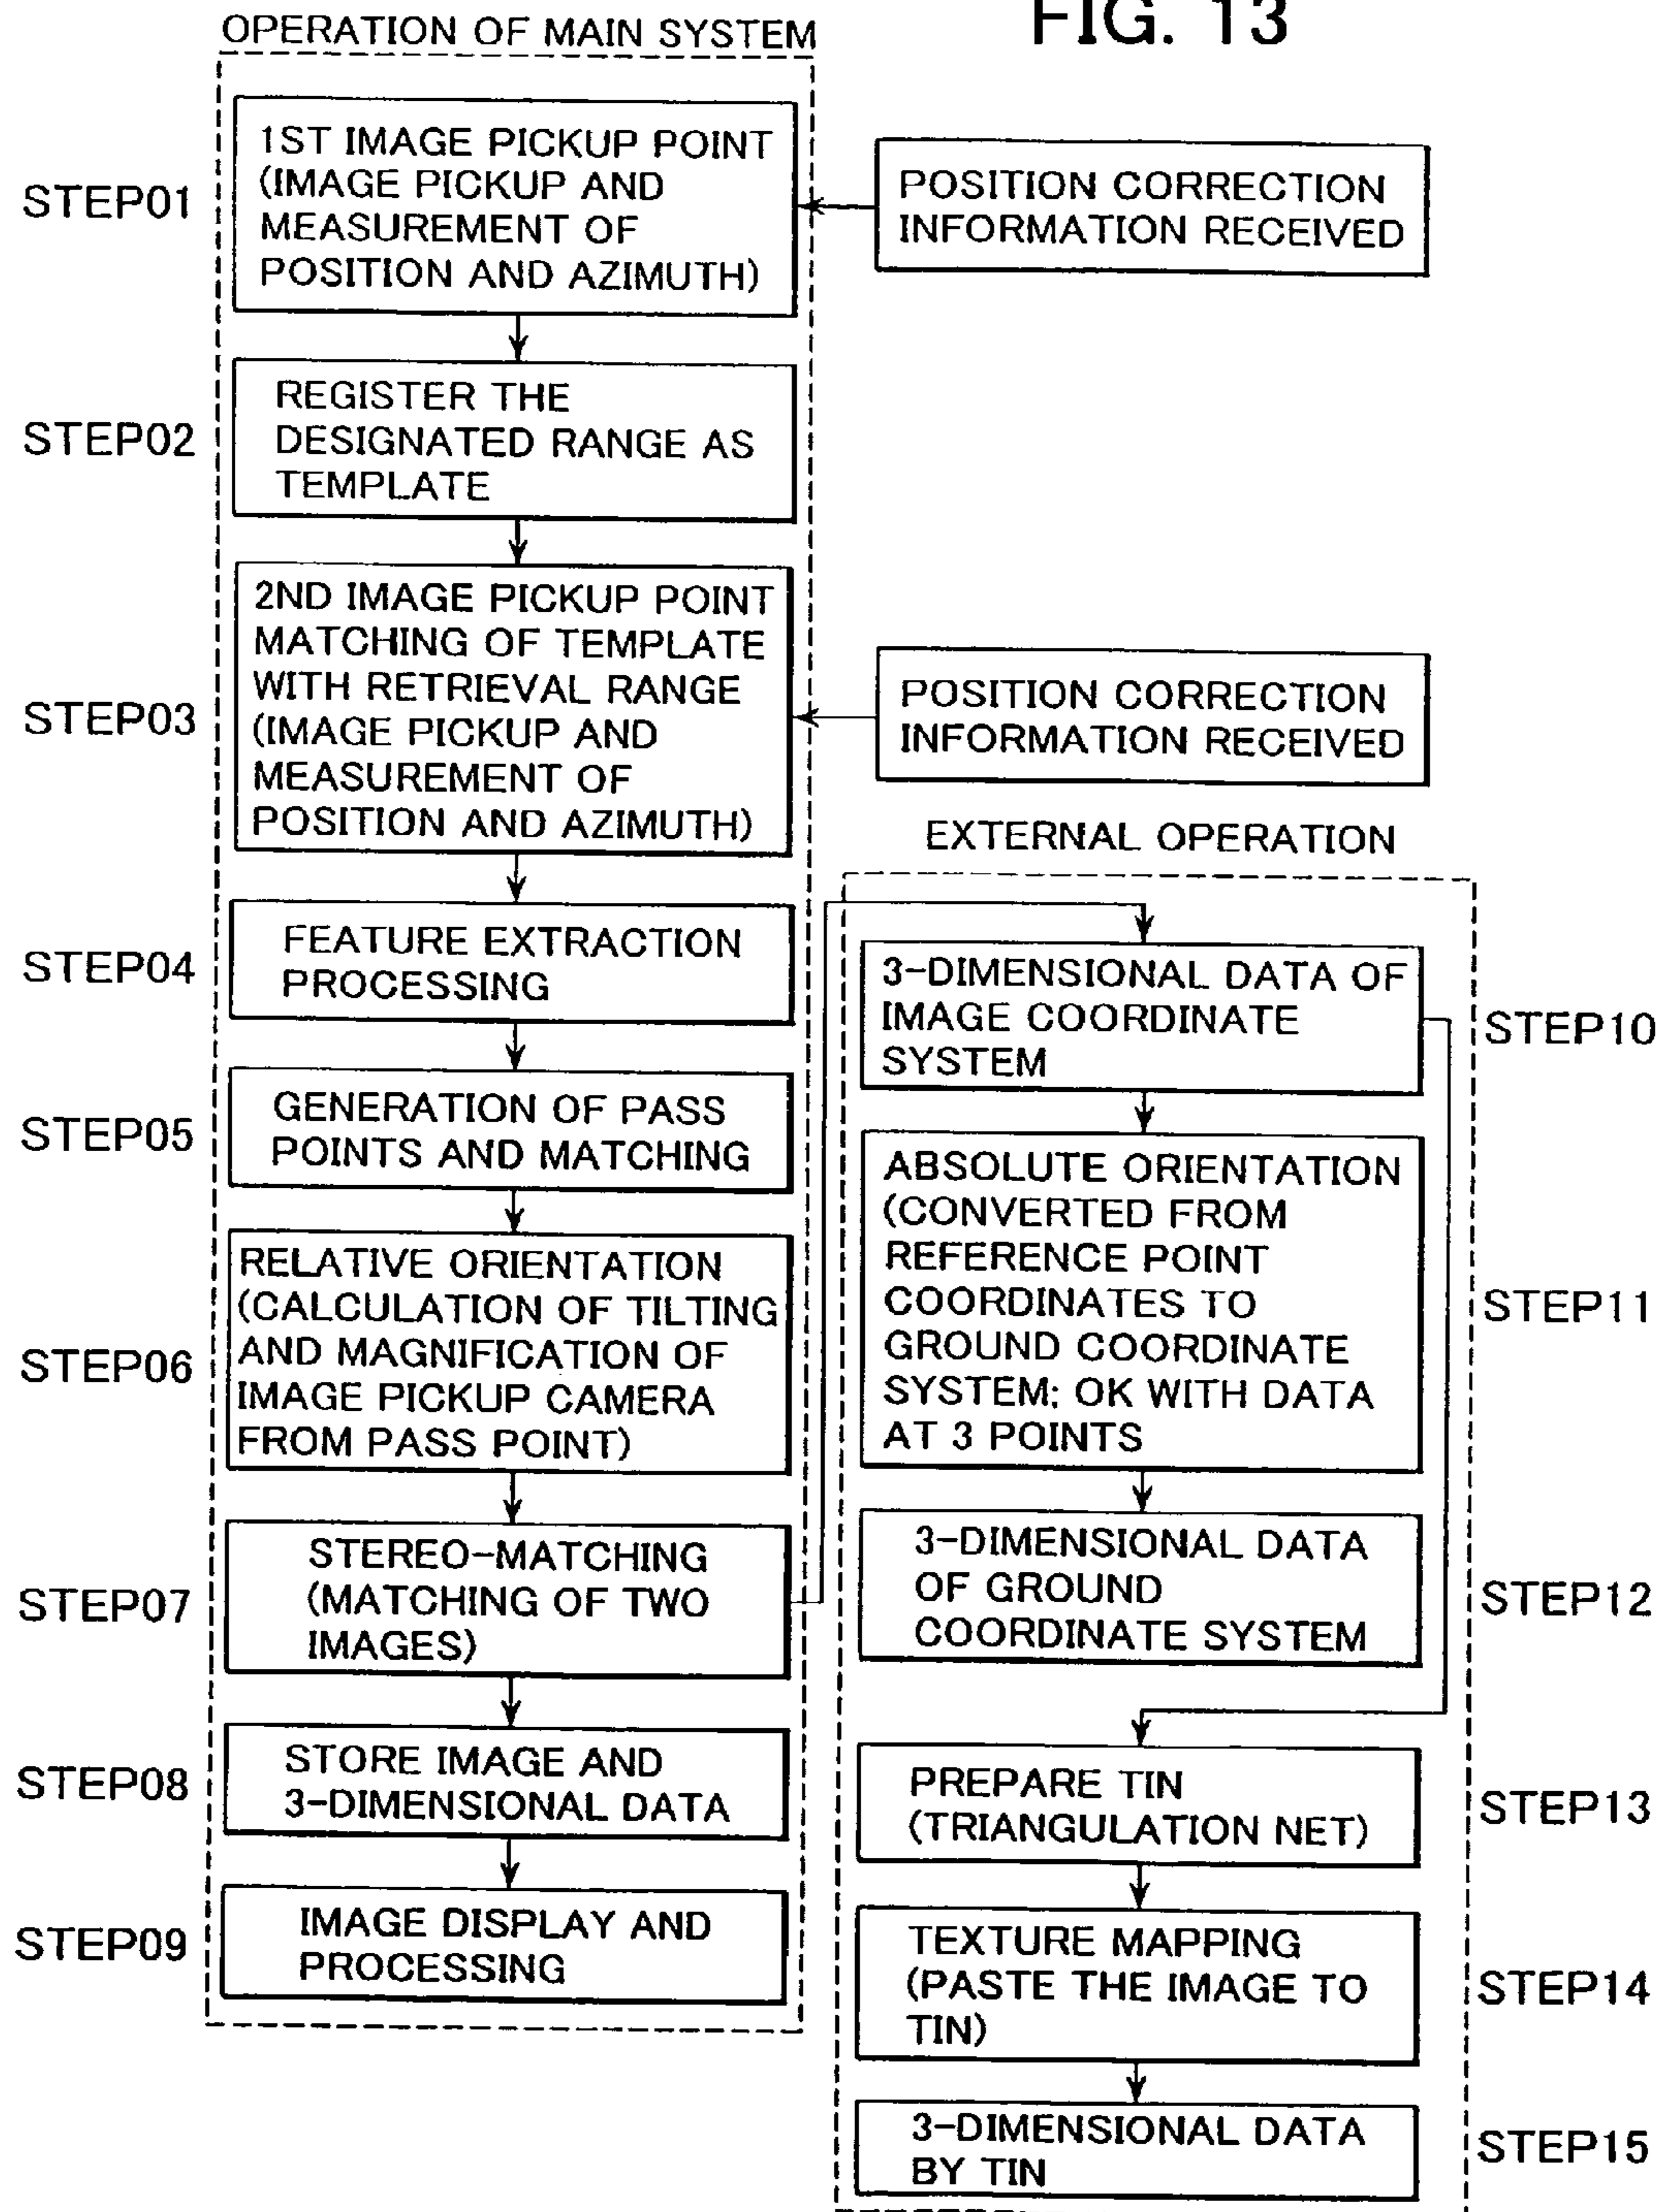 FIG. 13
OPERATION OF MAIN SYSTEM
STEP01
1ST IMAGE PICKUP POINT
(IMAGE PICKUP AND
MEASUREMENT OF
POSITION AND AZIMUTH)
POSITION CORRECTION
INFORMATION RECEIVED
STEP02
REGISTER THE
DESIGNATED RANGE AS
TEMPLATE
STEP03
2ND IMAGE PICKUP POINT
MATCHING OF TEMPLATE
WITH RETRIEVAL RANGE
(IMAGE PICKUP AND
MEASUREMENT OF
POSITION AND AZIMUTH)
POSITION CORRECTION
INFORMATION RECEIVED
STEP04
FEATURE EXTRACTION
PROCESSING
STEP05
GENERATION OF PASS
POINTS AND MATCHING
STEP06
RELATIVE ORIENTATION
(CALCULATION OF TILTING
AND MAGNIFICATION OF
IMAGE PICKUP CAMERA
FROM PASS POINT)
STEP07
STEREO-MATCHING
(MATCHING OF TWO
IMAGES)
STEP08
STORE IMAGE AND
3-DIMENSIONAL DATA
STEP09
IMAGE DISPLAY AND
PROCESSING
EXTERNAL OPERATION
3-DIMENSIONAL DATA OF
IMAGE COORDINATE
SYSTEM
STEP10
ABSOLUTE ORIENTATION
(CONVERTED FROM
REFERENCE POINT
COORDINATES TO
GROUND COORDINATE
SYSTEM; OK WITH DATA
AT 3 POINTS
STEP11
3-DIMENSIONAL DATA
OF GROUND
COORDINATE SYSTEM
STEP12
PREPARE TIN
(TRIANGULATION NET)
STEP13
TEXTURE MAPPING
(PASTE THE IMAGE TO
TIN)
STEP14
3-DIMENSIONAL DATA
BY TIN
STEP15